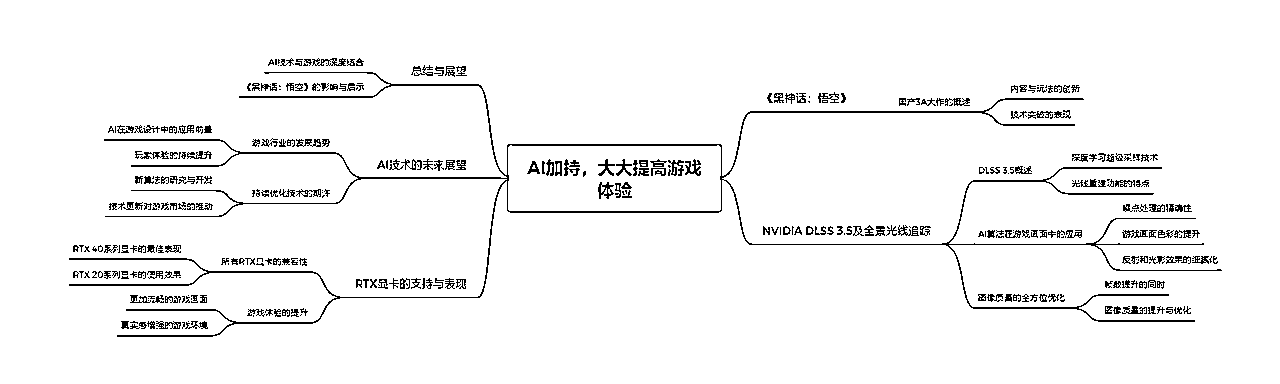 AI加持，大大提高游戏
体验
《黑神话：悟空》
国产3A大作的概述
内容与玩法的创新
技术突破的表现
NVIDIA DLSS 3.5及全景光线追踪
DLSS 3.5概述
深度学习超级采样技术
光线重建功能的特点
AI算法在游戏画面中的应用
噪点处理的精确性
游戏画面色彩的提升
反射和光影效果的细腻化
图像质量的全方位优化
帧数提升的同时
图像质量的提升与优化
RTX显卡的支持与表现
所有RTX显卡的兼容性
RTX 40系列显卡的最佳表现
RTX 20系列显卡的使用效果
游戏体验的提升
更加流畅的游戏画面
真实感增强的游戏环境
AI技术的未来展望
游戏行业的发展趋势
AI在游戏设计中的应用前景
玩家体验的持续提升
持续优化技术的期许
新算法的研究与开发
技术更新对游戏市场的推动
总结与展望
AI技术与游戏的深度结合
《黑神话：悟空》的影响与启示